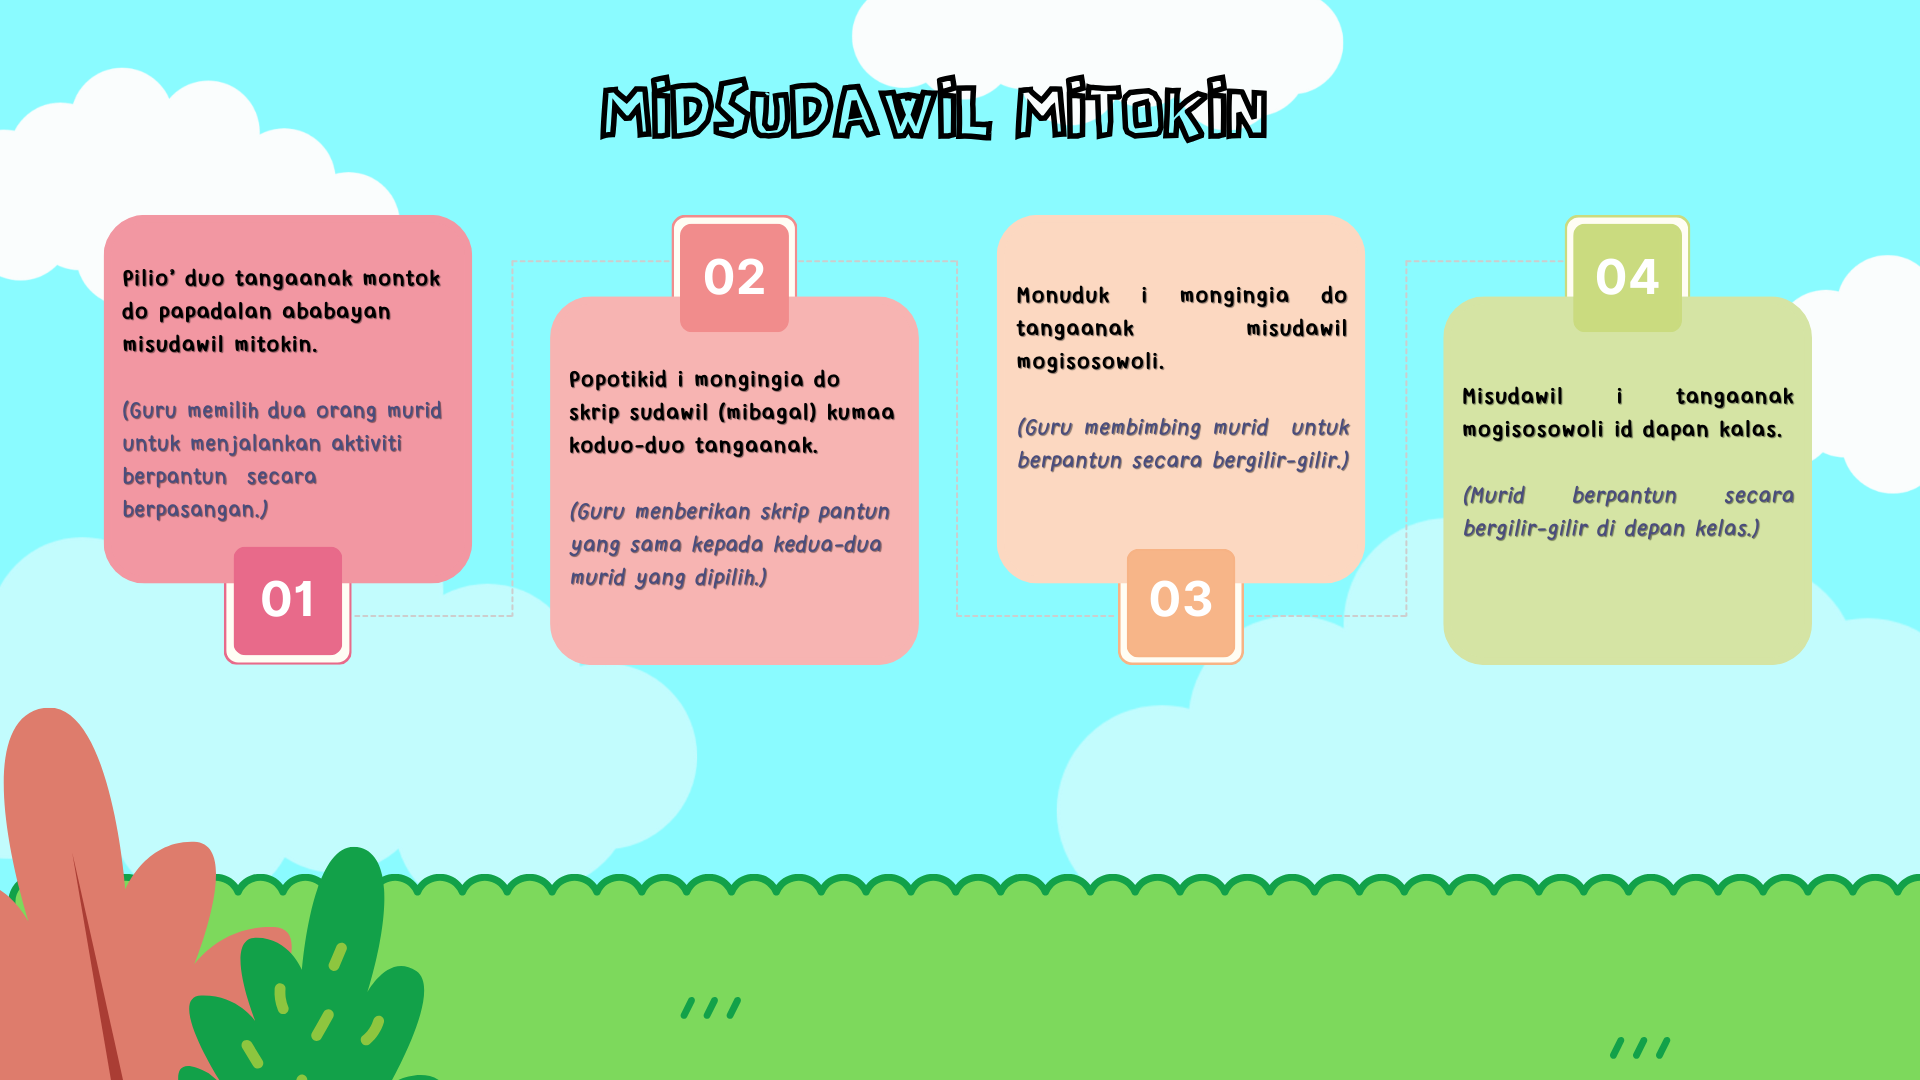 MIDSUDAWIL MITOKIN
Pilio' duo tangaanak montok
do papadalan ababayan
misudawil mitokin.
(Guru memilih dua orang murid
untuk menjalankan aktiviti
berpantun secara
berpasangan.)
01
02
Popotikid i mongingia do
skrip sudawil (mibagal) kumaa
koduo-duo tangaanak.
(Guru menberikan skrip pantun
yang sama kepada kedua-dua
murid yang dipilih.)
Monuduk i mongingia do
tangaanak misudawil
mogisosowoli.
(Guru membimbing murid untuk
berpantun secara bergilir-gilir.)
03
04
Misudawil i tangaanak
mogisosowoli id dapan kalas.
(Murid berpantun secara
bergilir-gilir di depan kelas.)